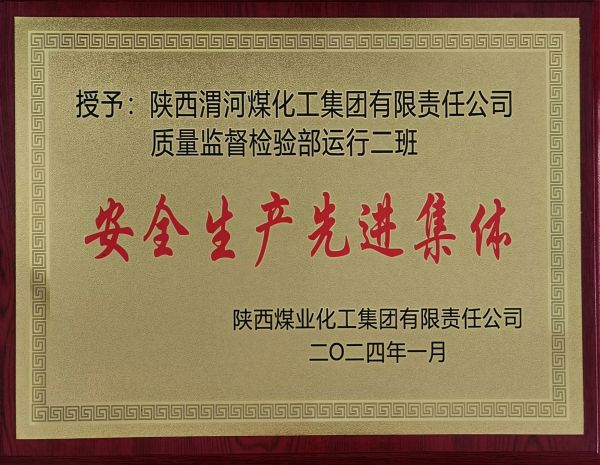 授予：陕西渭河煤化工集团有限责任公司
质量监督检验部运行二班
安全生产先进集体
陕西煤业化工集团有限责任公司
二〇二四年一月